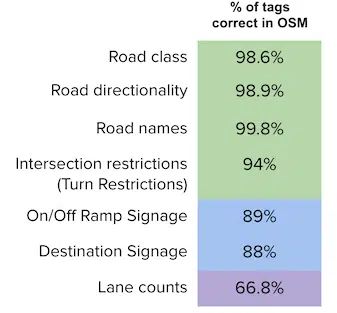 % of tags
correct in OSM
Road class 98.6%
Road directionality 98.9%
Road names 99.8%
Intersection restrictions 94%
(Turn Restrictions)
On/Off Ramp Signage 89%
Destination Signage 88%
Lane counts 66.8%